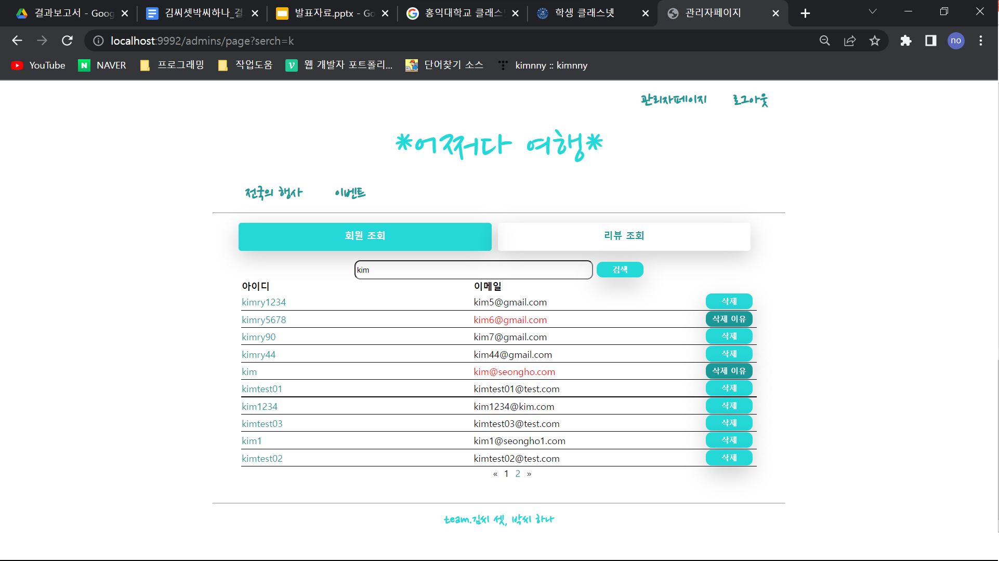 결과보고서 - Goog
김씨셋박씨하나_결
발표자료.pptx - Go
홍익대학교 클래스
학생 클래스넷
관리자페이지
localhost:9992/admins/page?serch=k
no
YouTube
NAVER
프로그래밍
작업도움
웹 개발자 포트폴리...
단어찾기 소스
kimnny :: kimnny
관리자페이지 로그아웃
*어쩌다 여행*
전국의 행사 이벤트
회원 조회 리뷰 조회
kim 검색
아이디 이메일
kimry1234 kim5@gmail.com 삭제
kimry5678 kim6@gmail.com 삭제 이유
kimry90 kim7@gmail.com 삭제
kimry44 kim44@gmail.com 삭제
kim kim@seongho.com 삭제 이유
kimtest01 kimtest01@test.com 삭제
kim1234 kim1234@kim.com 삭제
kimtest03 kimtest03@test.com 삭제
kim1 kim1@seongho1.com 삭제
kimtest02 kimtest02@test.com 삭제
« 1 2 »
team.김씨 셋, 박씨 하나